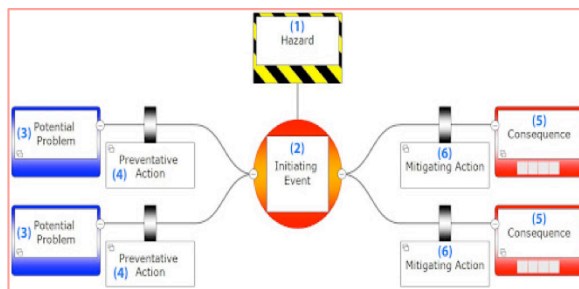 (1)
Hazard
(3) Potential
Problem
Preventative
(4) Action
(2)
Initiating
Event
(6)
Mitigating Action
(5)
Consequence
(3) Potential
Problem
Preventative
(4) Action
(6)
Mitigating Action
(5)
Consequence